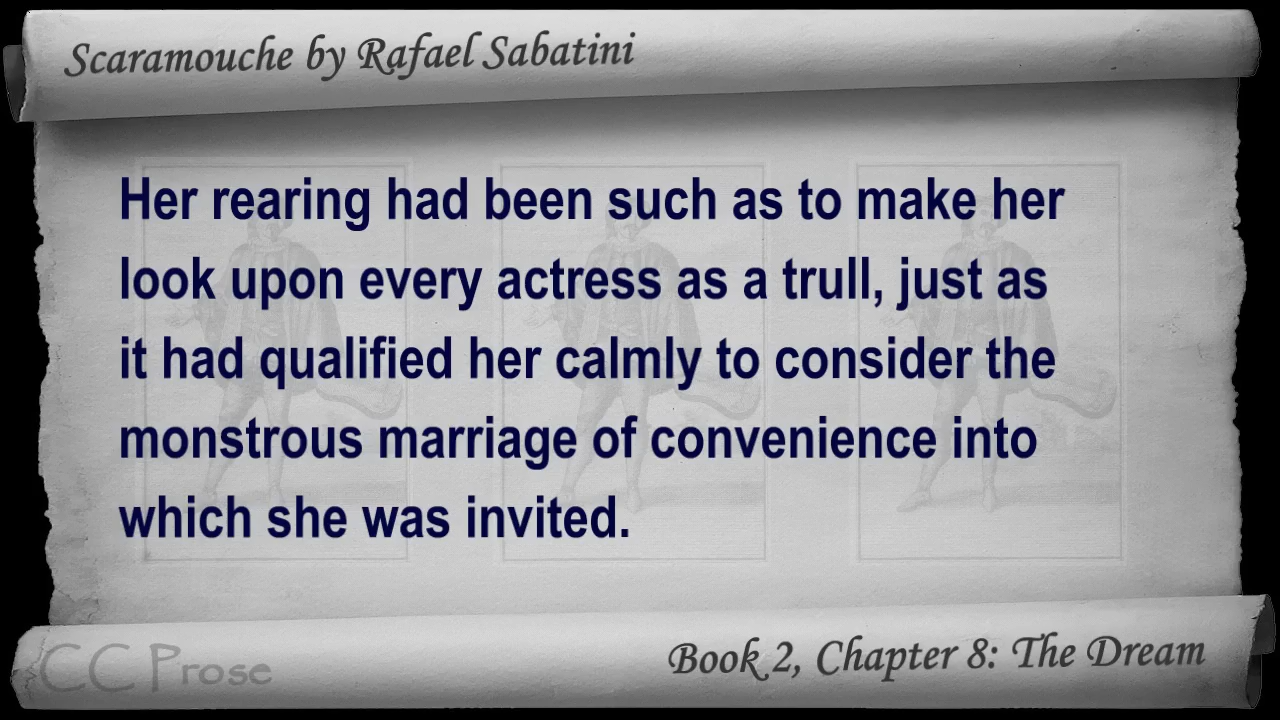 Scaramouche by Rafael Sabatini
Her rearing had been such as to make her
look upon every actress as a trull, just as
it had qualified her calmly to consider the
monstrous marriage of convenience into
which she was invited.
CC Prose
Book 2, Chapter 8: The Dream